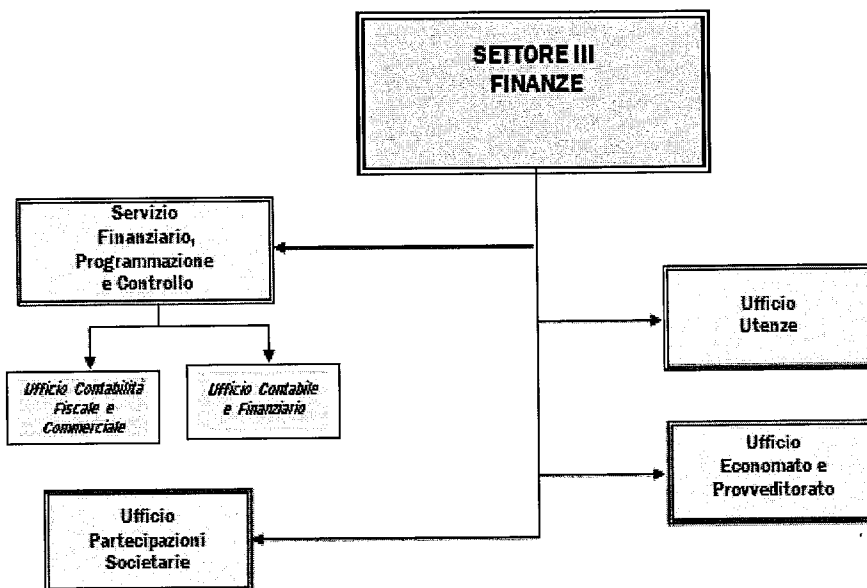 SETTORE III
FINANZE
Servizio
Finanziario,
Programmazione
e Controllo
Ufficio
Utenze
Ufficio Contabilità
Fiscale e
Commerciale
Ufficio Contabile
e Finanziario
Ufficio
Economato e
Provveditorato
Ufficio
Partecipazioni
Societarie